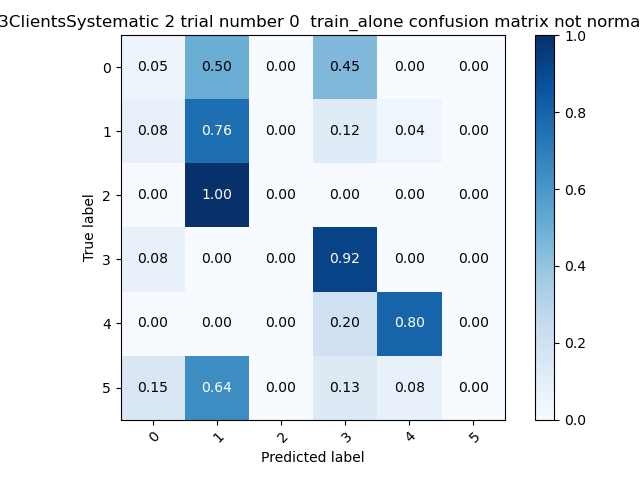 3ClientsSystematic 2 trial number 0  train_alone confusion matrix not norma
0 0.05 0.50 0.00 0.45 0.00 0.00
1 0.08 0.76 0.00 0.12 0.04 0.00
2 0.00 1.00 0.00 0.00 0.00 0.00
3 0.08 0.00 0.00 0.92 0.00 0.00
4 0.00 0.00 0.00 0.20 0.80 0.00
5 0.15 0.64 0.00 0.13 0.08 0.00
0 1 2 3 4 5
True label
Predicted label
1.0
0.8
0.6
0.4
0.2
0.0